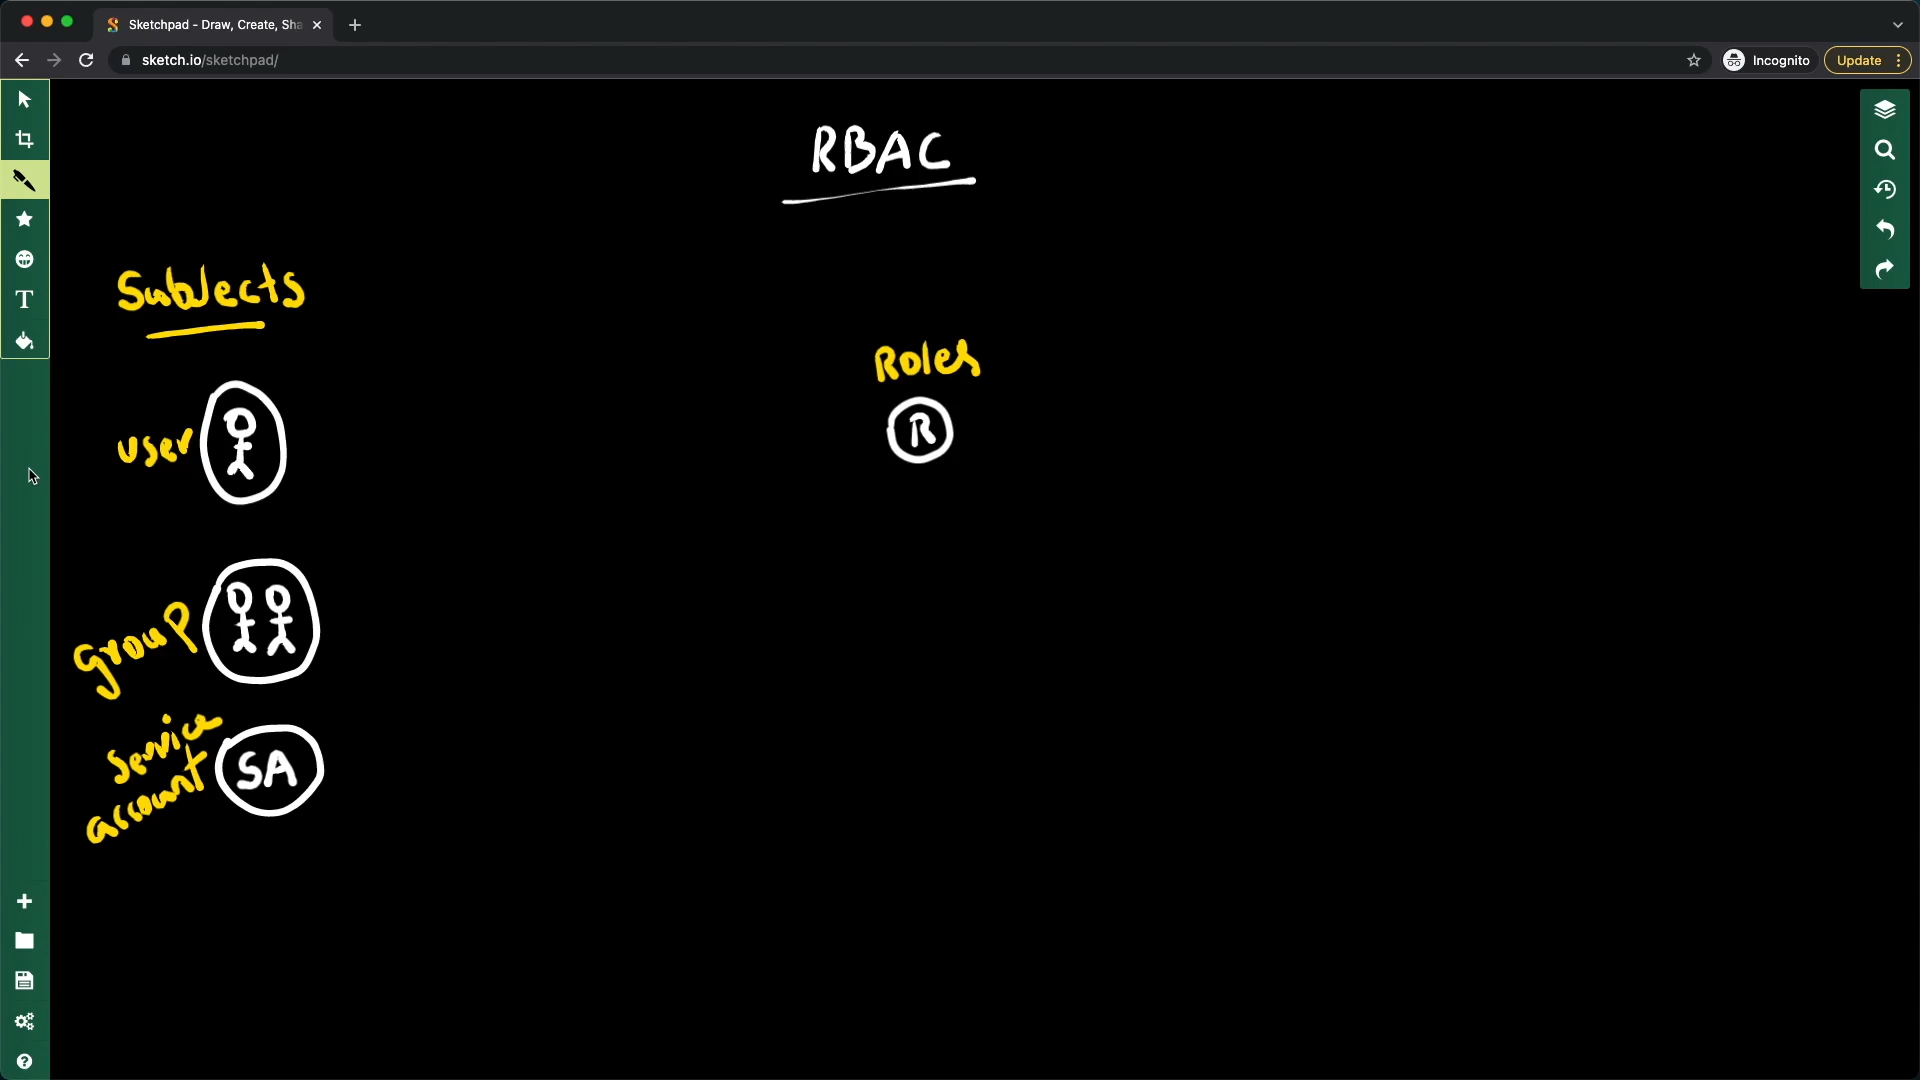 Sketchpad - Draw, Create, Sha
sketch.io/sketchpad/
Incognito
Update
RBAC
Subjects
Roles
R
user
group
service
account
SA
T